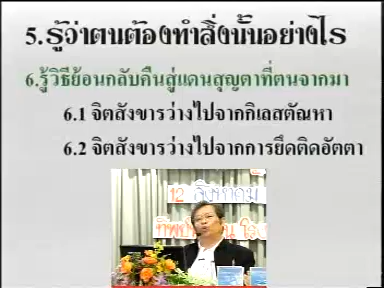 5.รู้ว่าตนต้องทำสิ่งนั้นอย่างไร
6.รู้วิธีย้อนกลับคืนสู่แดนสุญตาที่ตนจากมา
6.1 จิตสังขารว่างไปจากกิเลสตัณหา
6.2 จิตสังขารว่างไปจากการยึดติดอัตตา
12 สิงหาคม